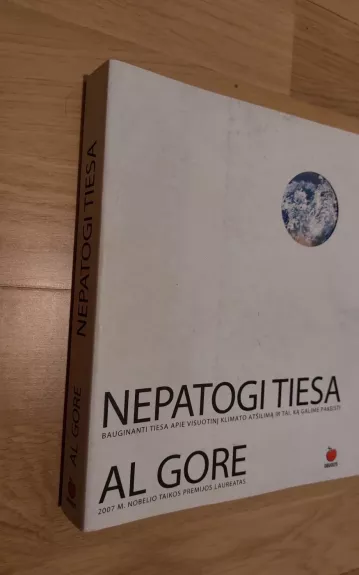 AL GORE NEPATOGI TIESA
NEPATOGI TIESA
BAUGINANTI TIESA APIE VISUOTINĮ KLIMATO ATŠILIMĄ IR TAI, KĄ GALIME PAKEISTI
AL GORE
2007 M. NOBELIO TAIKOS PREMIJOS LAUREATAS